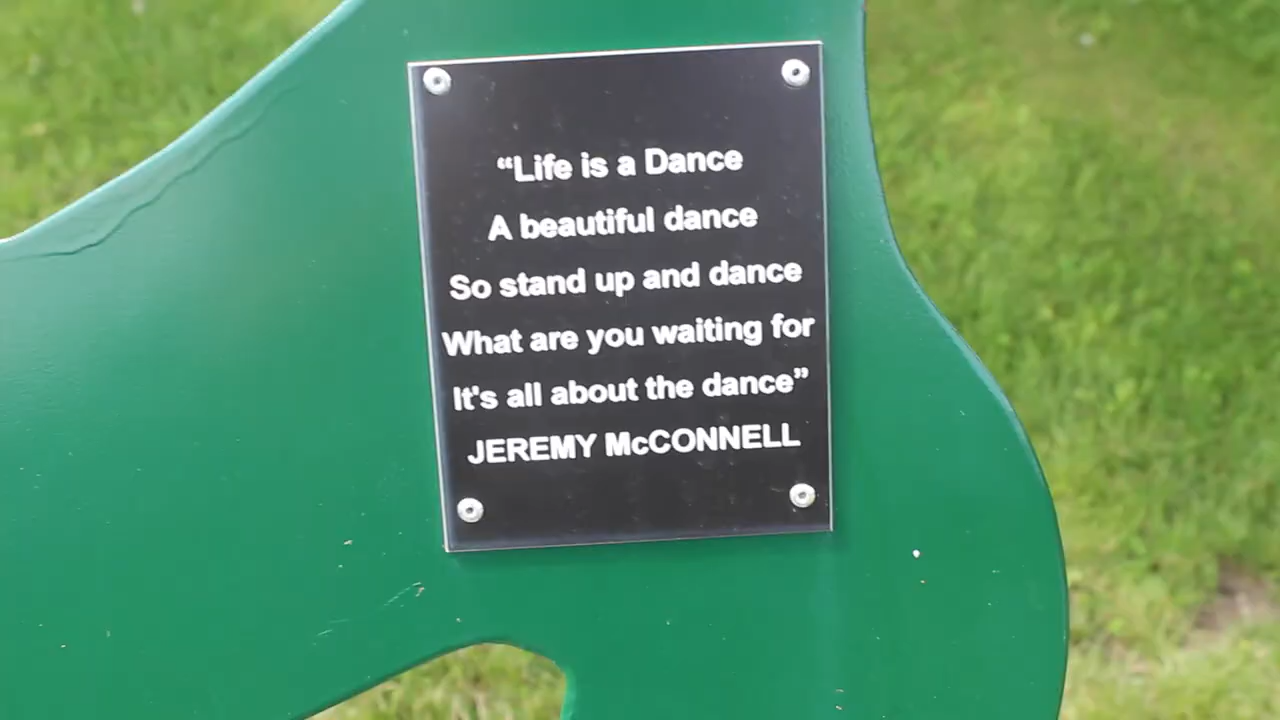 “Life is a Dance
A beautiful dance
So stand up and dance
What are you waiting for
It's all about the dance”
JEREMY McCONNELL